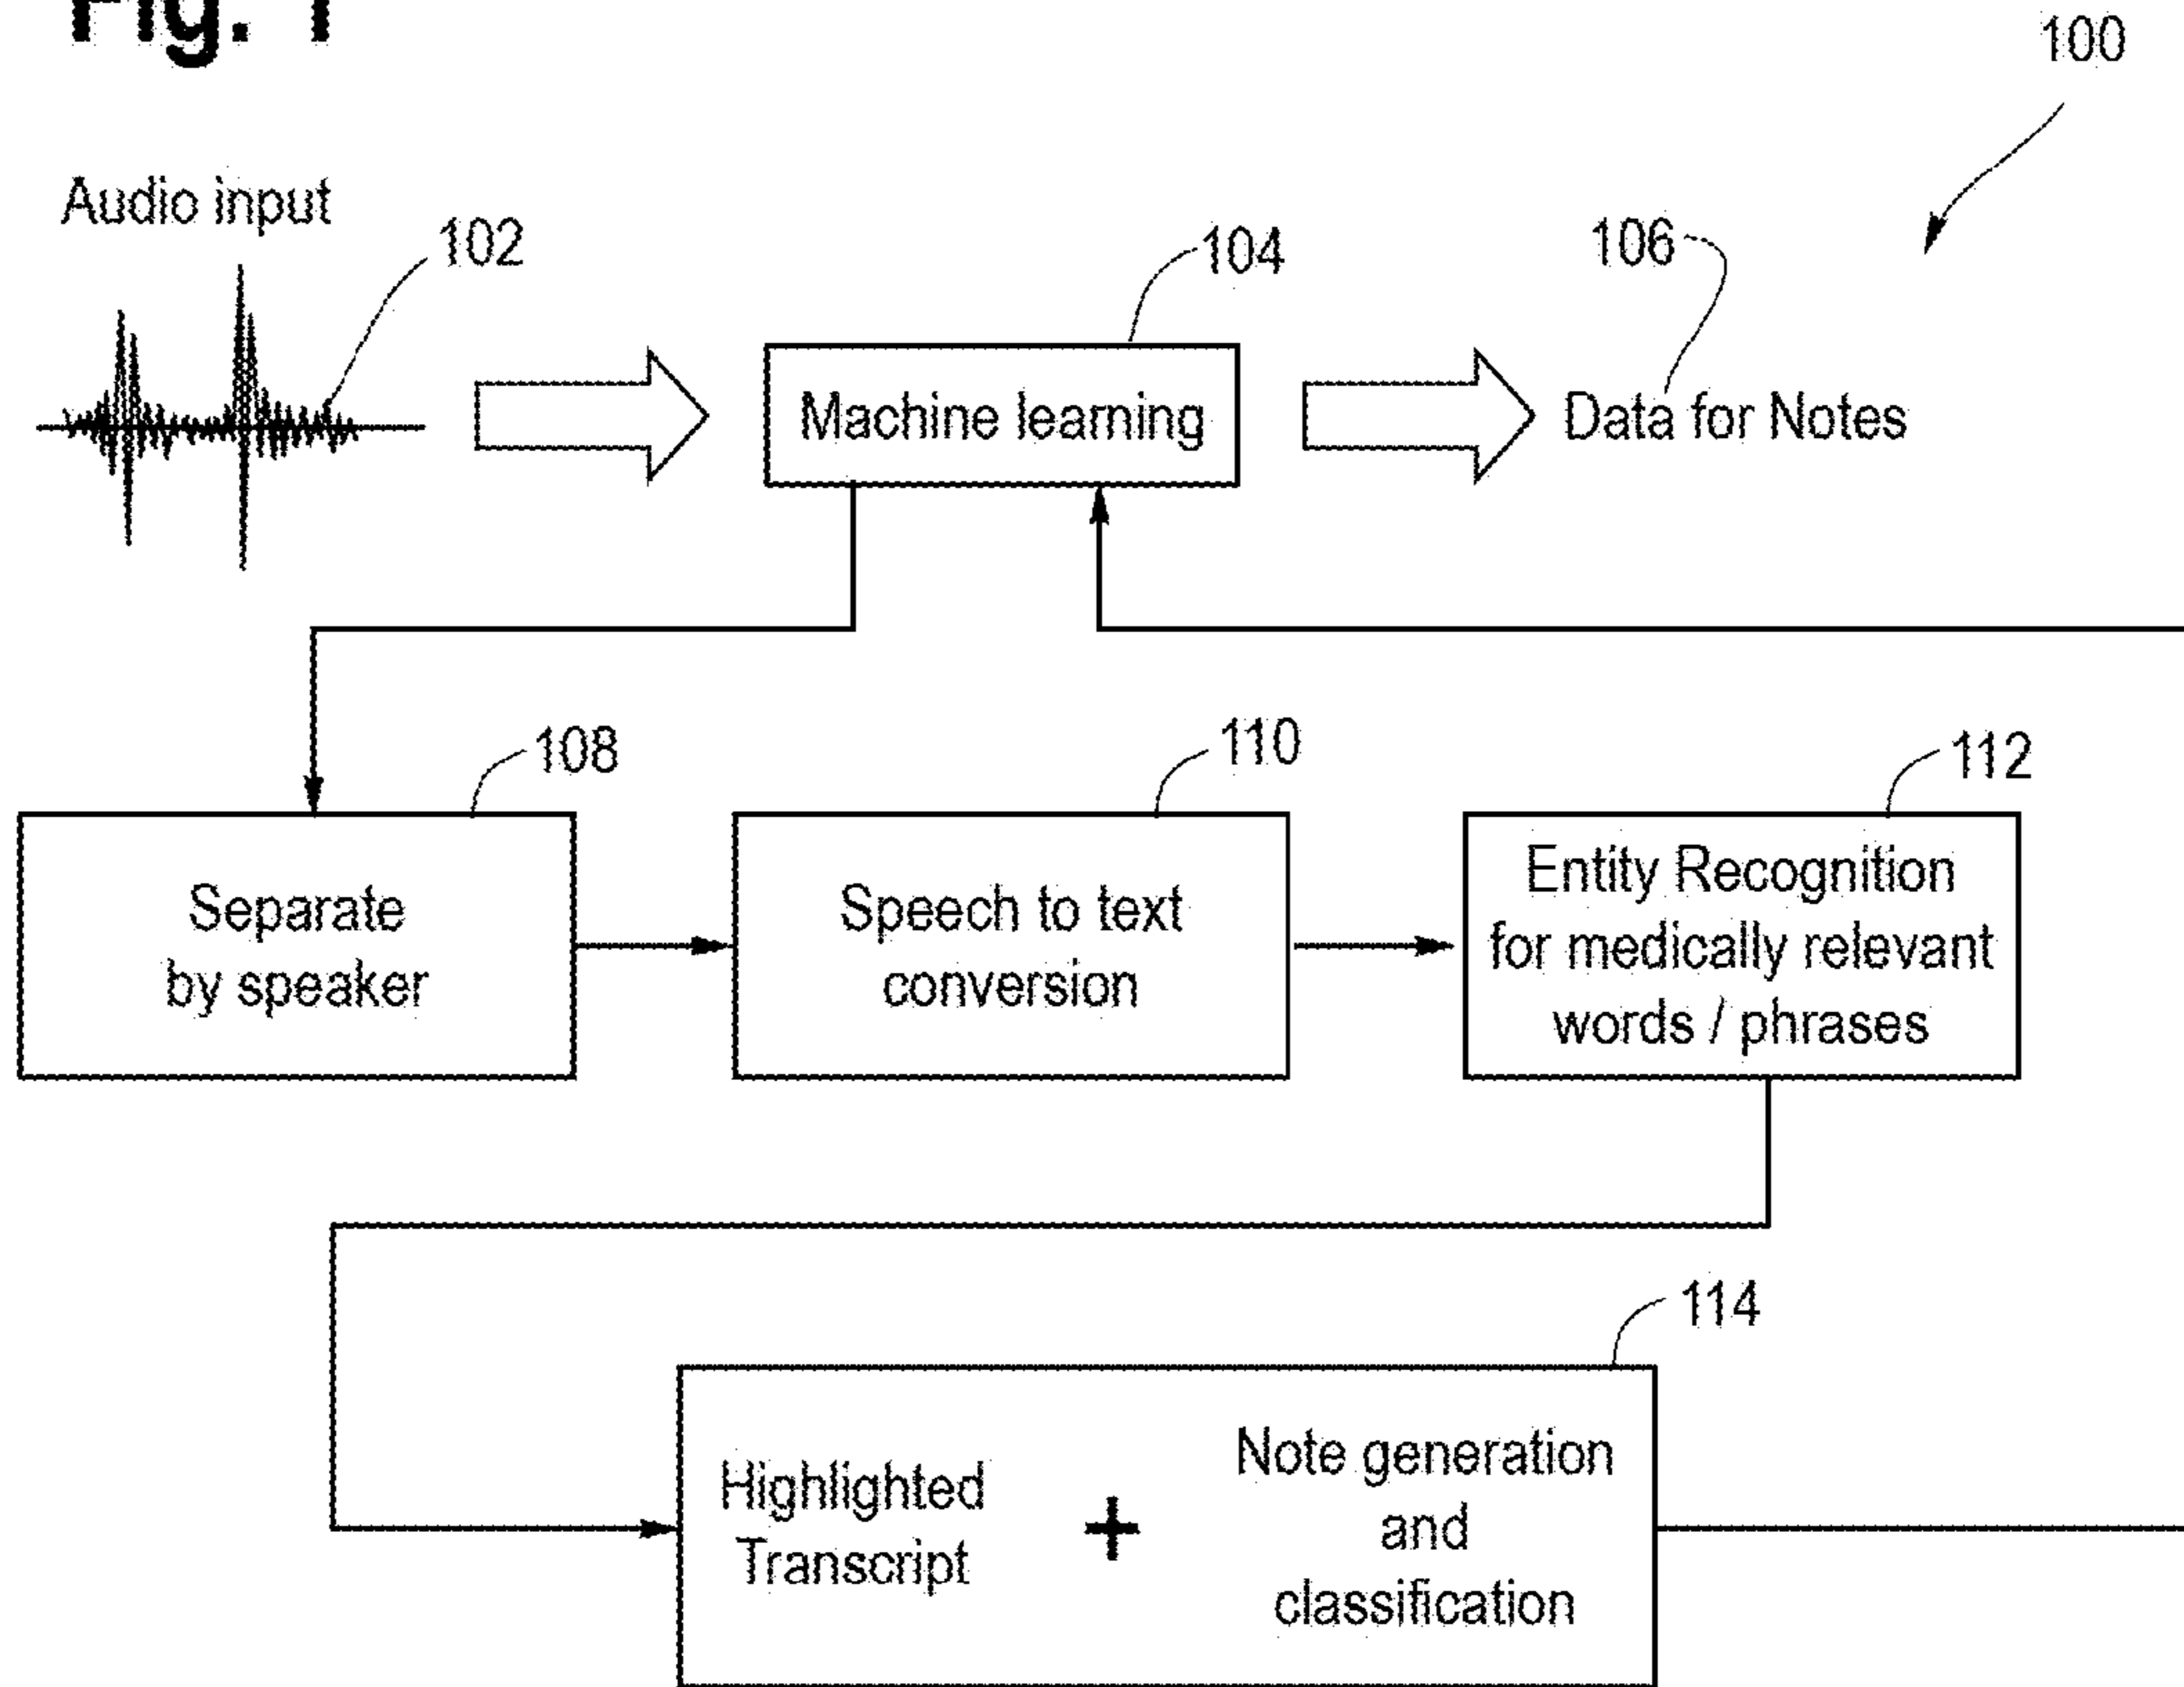 Fig. 1
100
Audio input
102
104
106
Machine learning
Data for Notes
108
110
112
Separate
by speaker
Speech to text
conversion
Entity Recognition
for medically relevant
words / phrases
114
Highlighted
Transcript
+
Note generation
and
classification